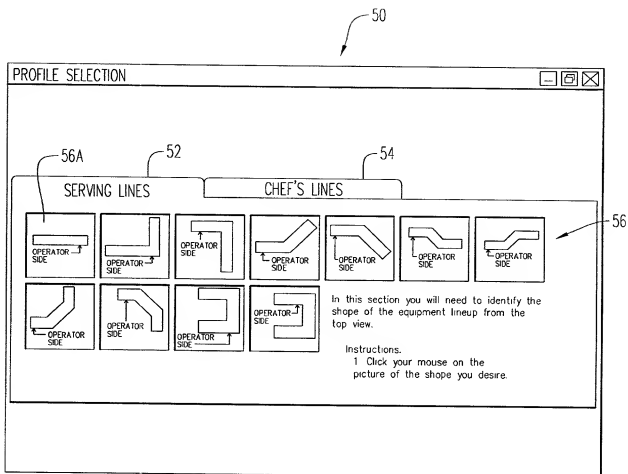 50
PROFILE SELECTION
56A
52
54
SERVING LINES
CHEF'S LINES
56
OPERATOR
SIDE
OPERATOR
SIDE
OPERATOR
SIDE
OPERATOR
SIDE
OPERATOR
SIDE
OPERATOR
SIDE
OPERATOR
SIDE
OPERATOR
SIDE
OPERATOR
SIDE
OPERATOR
SIDE
OPERATOR
SIDE
In this section you will need to identify the
shape of the equipment lineup from the
top view.
Instructions.
1 Click your mouse on the
picture of the shape you desire.